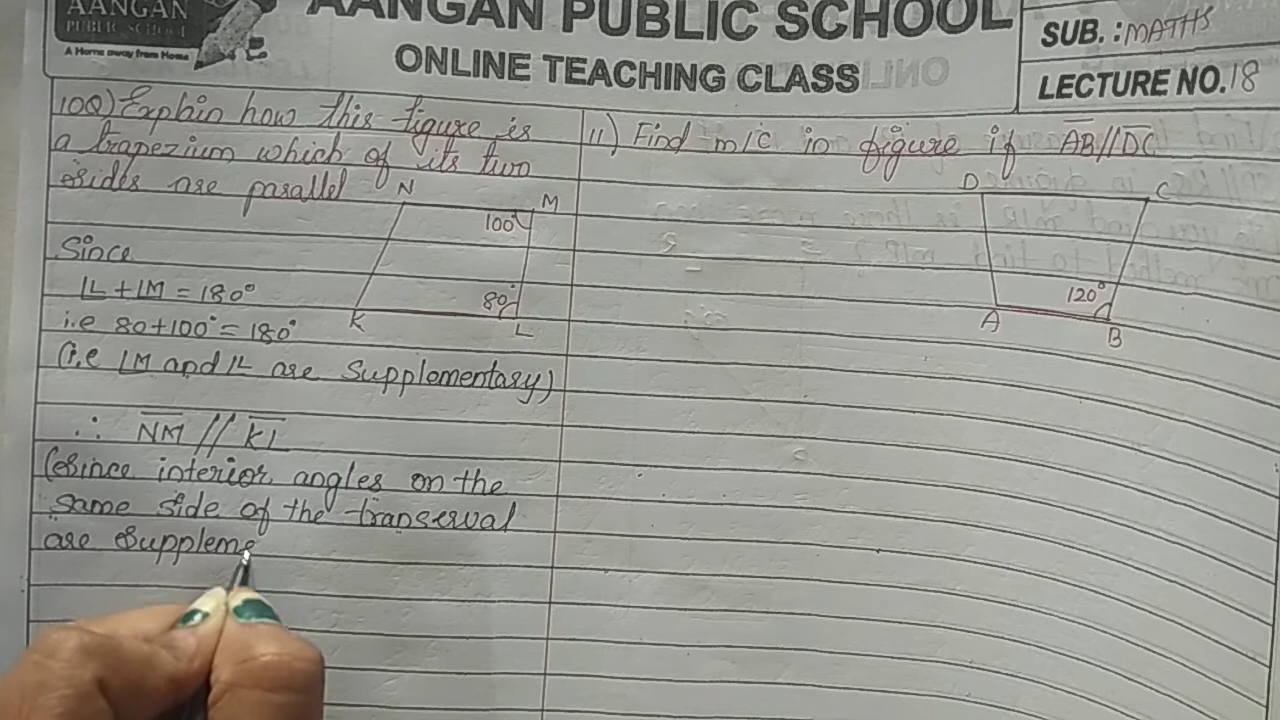 AANGAN
PUBLIC SCHOOL
A Home away from Home
AANGAN PUBLIC SCHOOL
ONLINE TEACHING CLASS
SUB. : MATHS
LECTURE NO. 18
10Q) Explain how this figure is
a trapezium which of its two
sides are parallel
N
M
100°
80°
K
L
Since
∠L + ∠M = 180°
i.e 80+100° = 180°
(i.e ∠M and ∠L are Supplementary)
∴ NM // KL
(Since interior angles on the
same side of the transerval
are Suppleme
11) Find m∠C in figure if AB//DC
D
C
120°
A
B